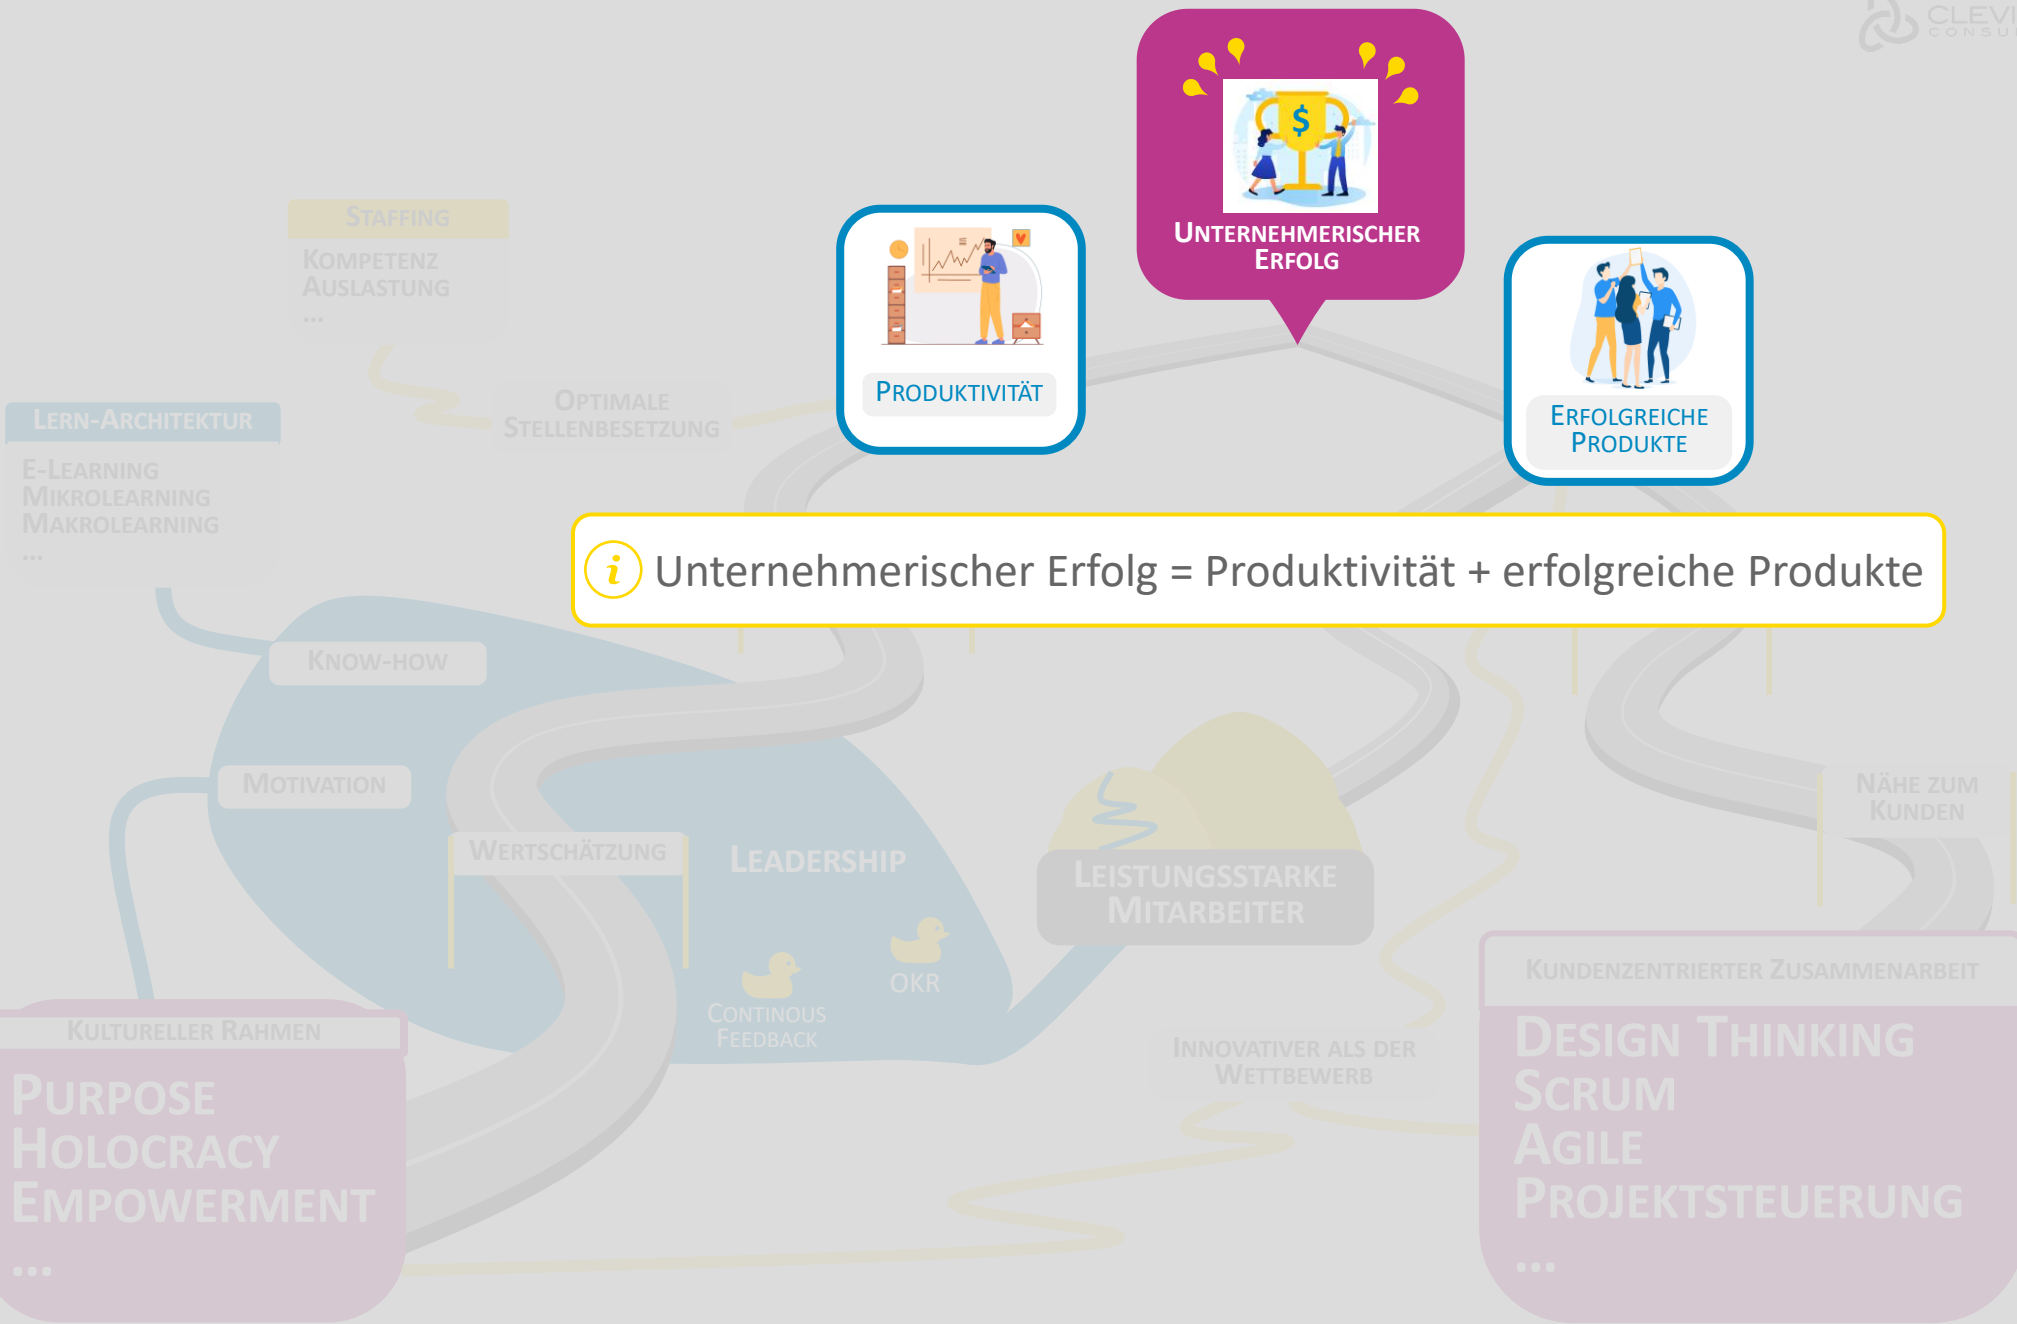 $
UNTERNEHMERISCHER
ERFOLG
STAFFING
KOMPETENZ
AUSLASTUNG
...
PRODUKTIVITÄT
OPTIMALE
STELLENBESETZUNG
ERFOLGREICHE
PRODUKTE
LERN-ARCHITEKTUR
E-LEARNING
MIKROLEARNING
MAKROLEARNING
...
i Unternehmerischer Erfolg = Produktivität + erfolgreiche Produkte
KNOW-HOW
MOTIVATION
WERTSCHÄTZUNG
LEADERSHIP
OKR
CONTINOUS
FEEDBACK
LEISTUNGSSTARKE
MITARBEITER
NÄHE ZUM
KUNDEN
INNOVATIVER ALS DER
WETTBEWERB
KULTURELLER RAHMEN
PURPOSE
HOLOCRACY
EMPOWERMENT
...
KUNDENZENTRIERTER ZUSAMMENARBEIT
DESIGN THINKING
SCRUM
AGILE
PROJEKTSTEUERUNG
...